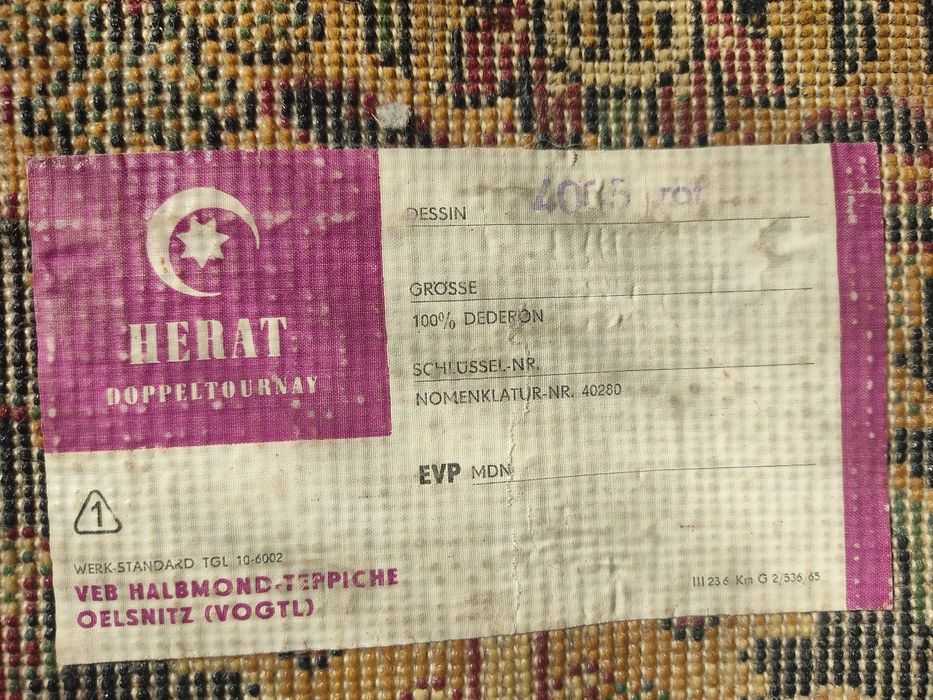 HERAT
DOPPELTOURNAY
DESSIN 4055 rot
GRÖSSE
100% DEDERON
SCHLÜSSEL-NR.
NOMENKLATUR-NR. 40280
EVP MDN
1
WERK-STANDARD TGL 10-6002
VEB HALBMOND-TEPPICHE
OELSNITZ (VOGTL)
III 23 6 Km G 2/536 65